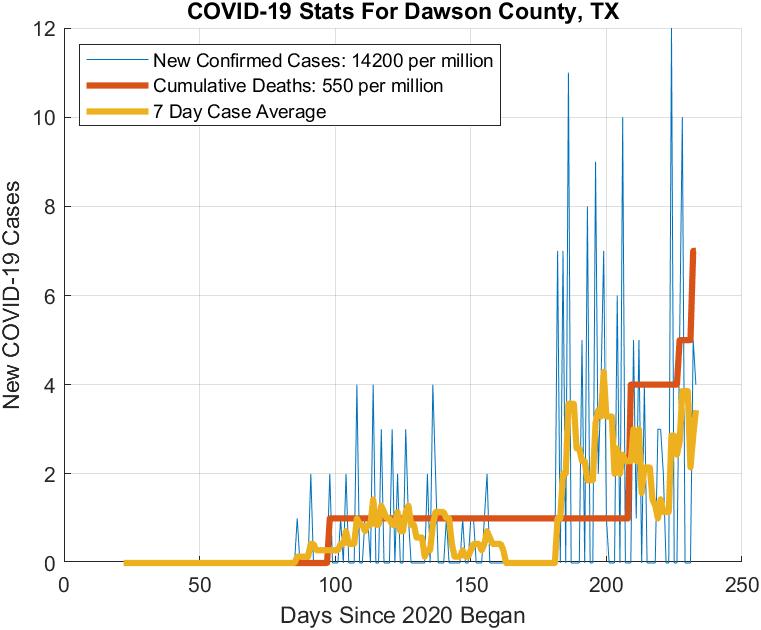 COVID-19 Stats For Dawson County, TX
New Confirmed Cases: 14200 per million
Cumulative Deaths: 550 per million
7 Day Case Average
New COVID-19 Cases
12
10
8
6
4
2
0
0 50 100 150 200 250
Days Since 2020 Began